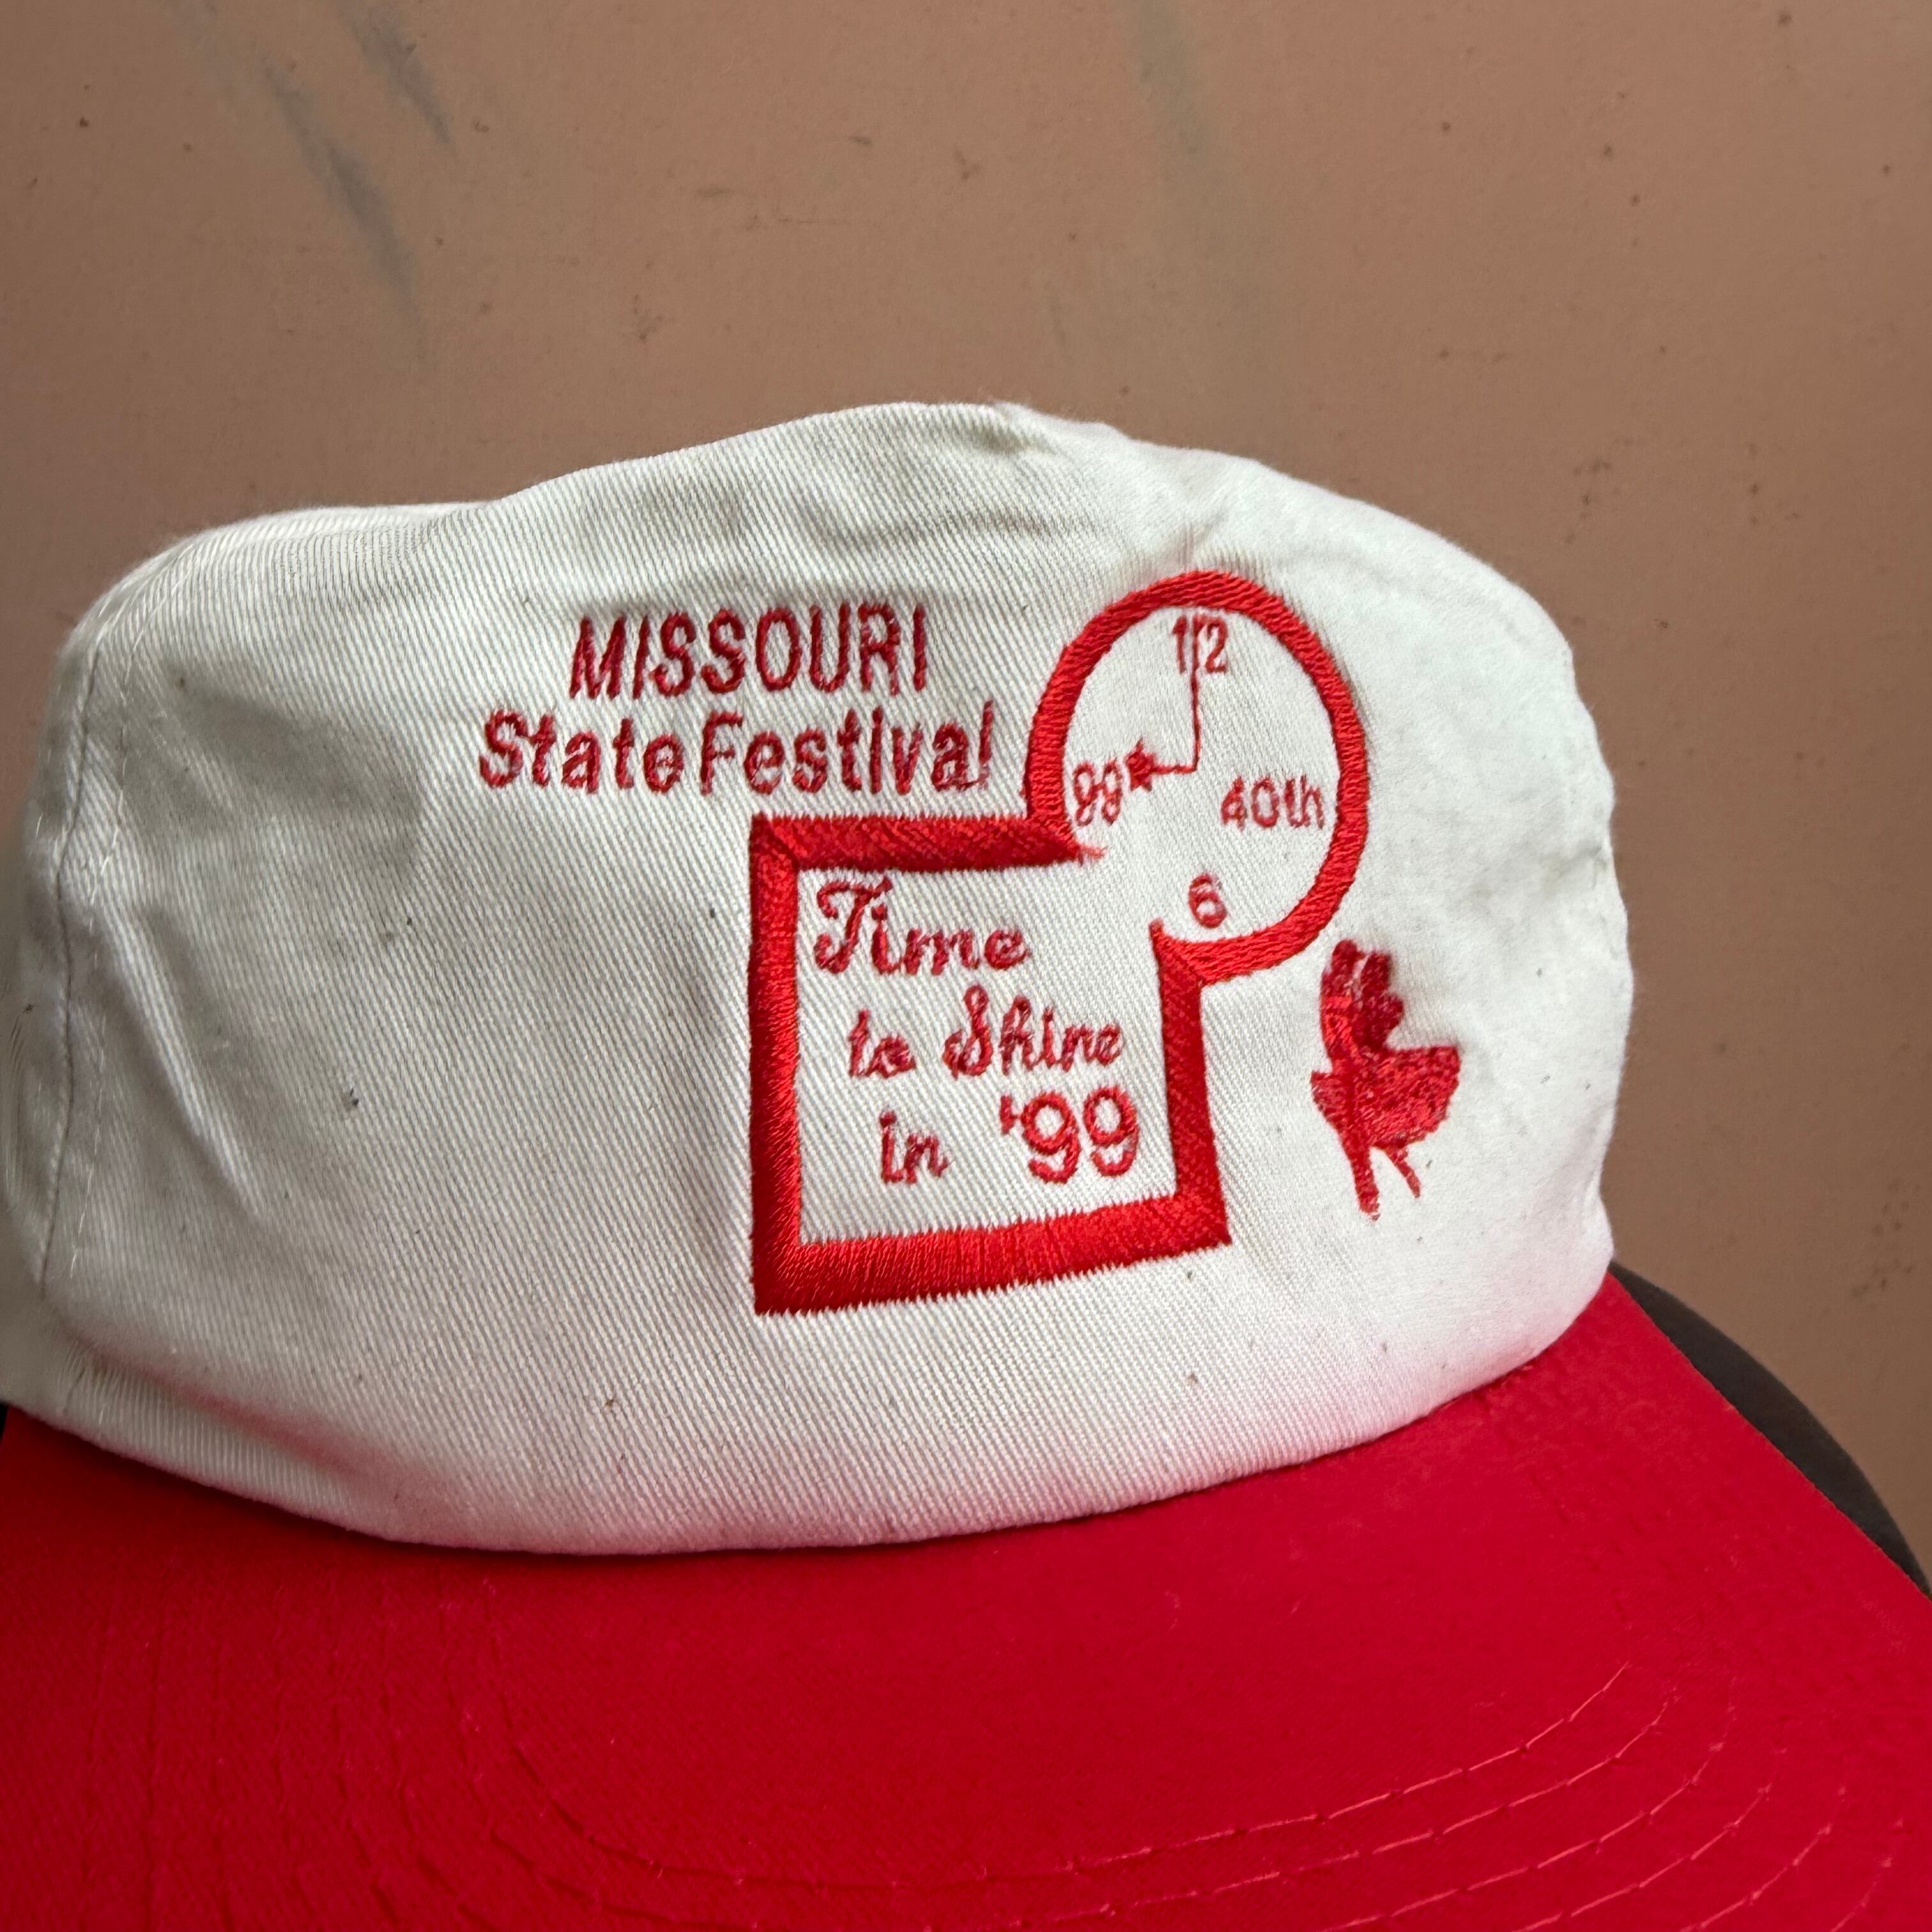 MISSOURI
State Festival
12
99
40th
6
Time
to Shine
in '99